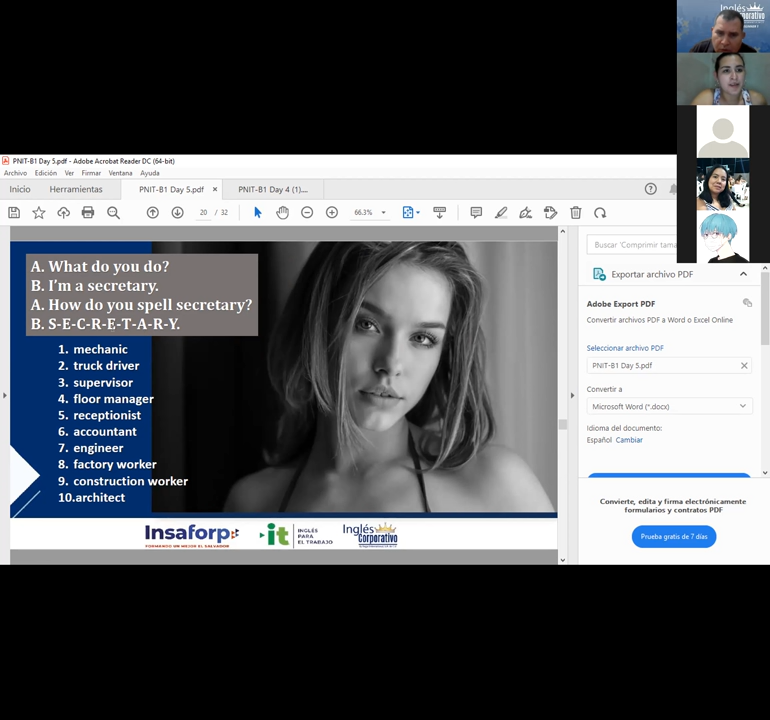 Inglés
Corporativo
PNIT-B1 Day 5.pdf - Adobe Acrobat Reader DC (64-bit)
Archivo Edición Ver Firmar Ventana Ayuda
Inicio Herramientas PNIT-B1 Day 5.pdf × PNIT-B1 Day 4 (1)....
20 / 32 66.3%
A. What do you do?
B. I'm a secretary.
A. How do you spell secretary?
B. S-E-C-R-E-T-A-R-Y.
1. mechanic
2. truck driver
3. supervisor
4. floor manager
5. receptionist
6. accountant
7. engineer
8. factory worker
9. construction worker
10.architect
Insaforp
it INGLÉS PARA EL TRABAJO
Inglés Corporativo
Buscar 'Comprimir tama
Exportar archivo PDF
Adobe Export PDF
Convertir archivos PDF a Word o Excel Online
Seleccionar archivo PDF
PNIT-B1 Day 5.pdf
Convertir a
Microsoft Word (*.docx)
Idioma del documento:
Español Cambiar
Convierte, edita y firma electrónicamente
formularios y contratos PDF
Prueba gratis de 7 días